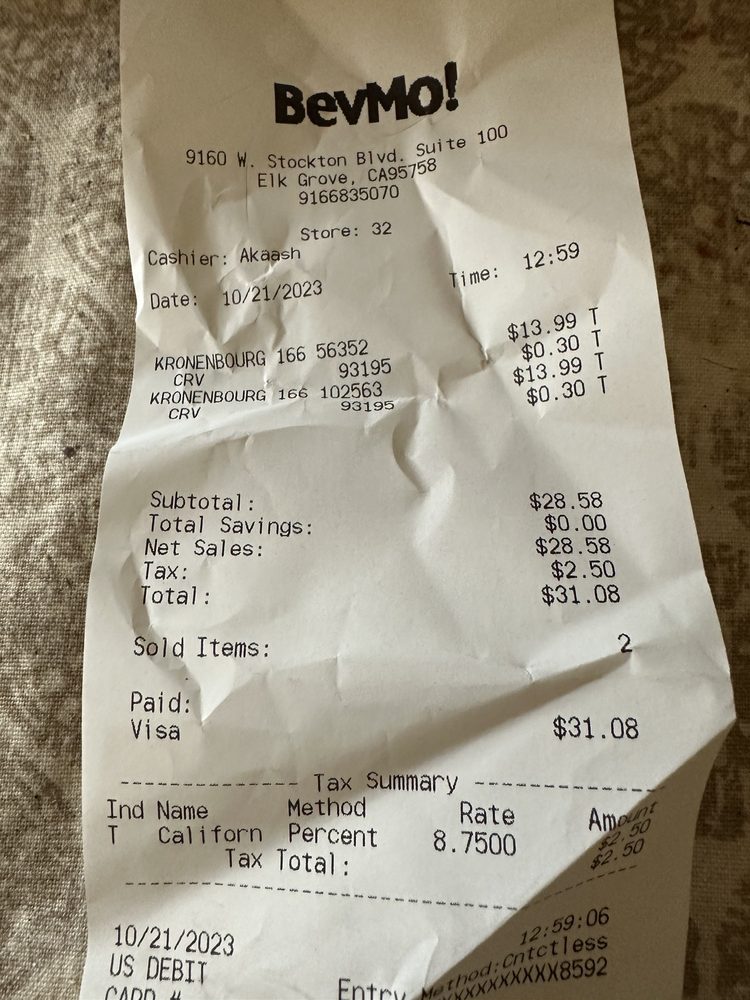 BevMo!
9160 W. Stockton Blvd. Suite 100
Elk Grove, CA95758
9166835070
Store: 32
Cashier: Akaash
Date: 10/21/2023 Time: 12:59
KRONENBOURG 166 56352 $13.99 T
CRV 93195 $0.30 T
KRONENBOURG 166 102563 $13.99 T
CRV 93195 $0.30 T
Subtotal: $28.58
Total Savings: $0.00
Net Sales: $28.58
Tax: $2.50
Total: $31.08
Sold Items: 2
Paid:
Visa $31.08
------------- Tax Summary -------------
Ind Name Method Rate Amount
T Californ Percent 8.7500 $2.50
Tax Total: $2.50
----------------------------------------
10/21/2023 12:59:06
US DEBIT Entry Method:Cntctless
CARD # XXXXXXXXXX8592